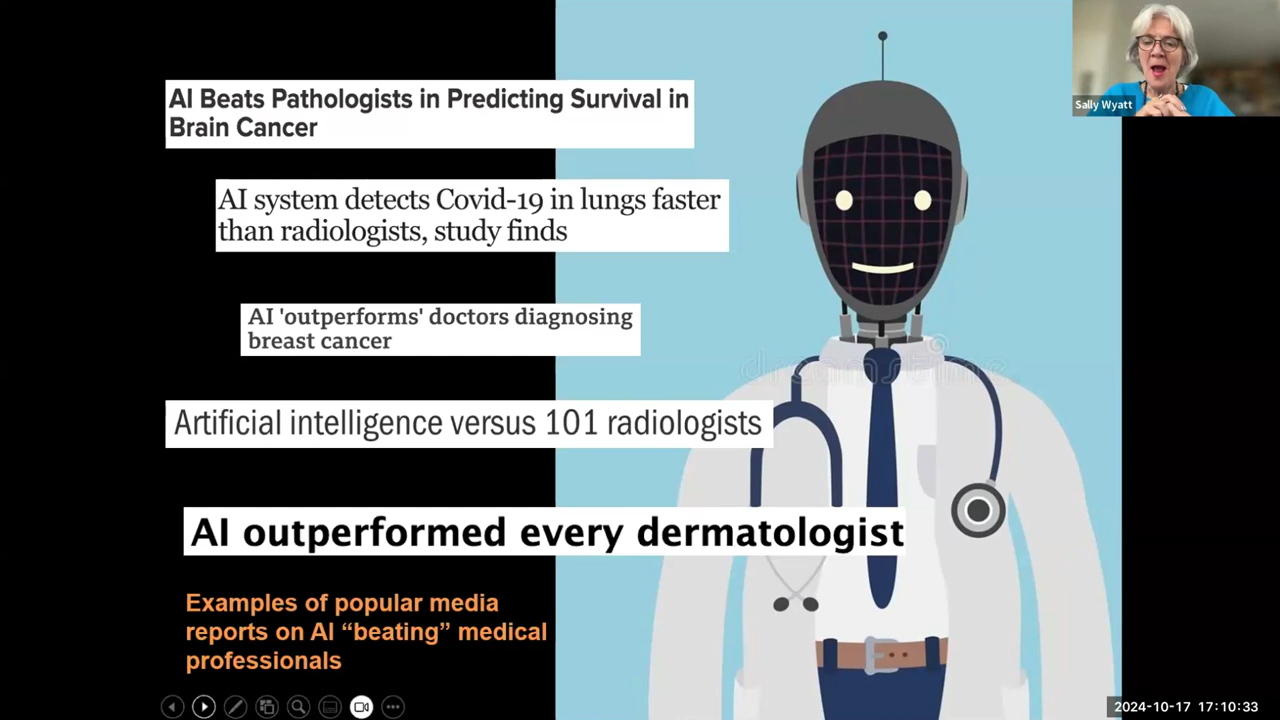 Sally Wyatt
AI Beats Pathologists in Predicting Survival in
Brain Cancer
AI system detects Covid-19 in lungs faster
than radiologists, study finds
AI 'outperforms' doctors diagnosing
breast cancer
dreamstime
Artificial intelligence versus 101 radiologists
AI outperformed every dermatologist
Examples of popular media
reports on AI “beating” medical
professionals
2024-10-17 17:10:33